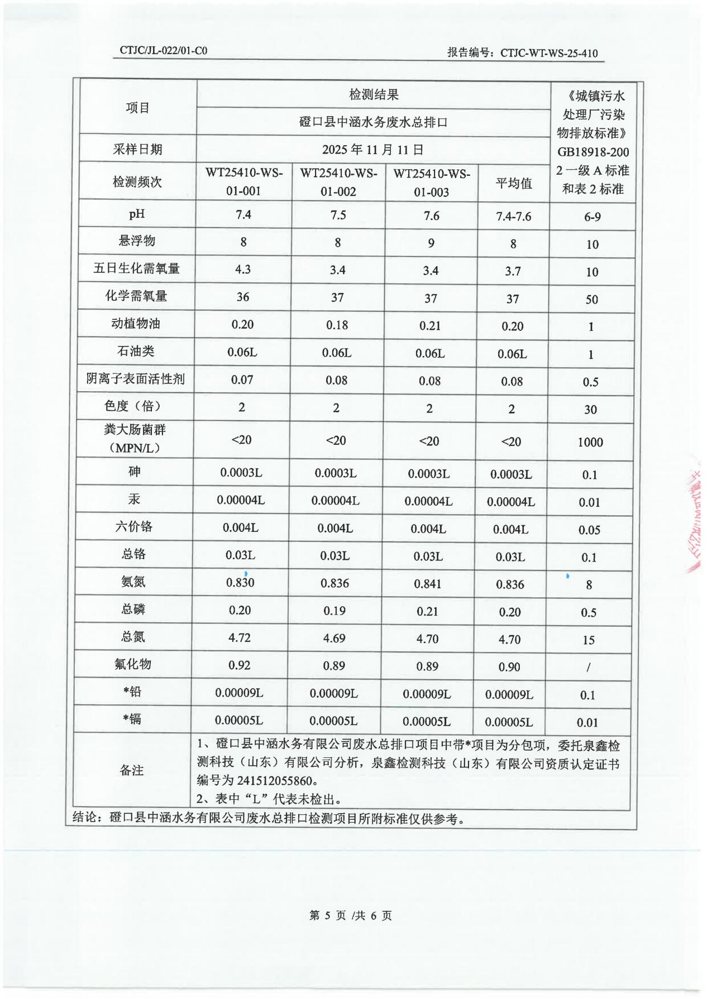 CTJC/JL-022/01-C0 报告编号：CTJC-WT-WS-25-410
项目 检测结果 《城镇污水
处理厂污染
物排放标准》
GB18918-200
2 一级 A 标准
和表 2 标准
磴口县中涵水务废水总排口
采样日期 2025 年 11 月 11 日
检测频次 WT25410-WS-
01-001 WT25410-WS-
01-002 WT25410-WS-
01-003 平均值
pH 7.4 7.5 7.6 7.4-7.6 6-9
悬浮物 8 8 9 8 10
五日生化需氧量 4.3 3.4 3.4 3.7 10
化学需氧量 36 37 37 37 50
动植物油 0.20 0.18 0.21 0.20 1
石油类 0.06L 0.06L 0.06L 0.06L 1
阴离子表面活性剂 0.07 0.08 0.08 0.08 0.5
色度（倍） 2 2 2 2 30
粪大肠菌群
（MPN/L） <20 <20 <20 <20 1000
砷 0.0003L 0.0003L 0.0003L 0.0003L 0.1
汞 0.00004L 0.00004L 0.00004L 0.00004L 0.01
六价铬 0.004L 0.004L 0.004L 0.004L 0.05
总铬 0.03L 0.03L 0.03L 0.03L 0.1
氨氮 0.830 0.836 0.841 0.836 8
总磷 0.20 0.19 0.21 0.20 0.5
总氮 4.72 4.69 4.70 4.70 15
氟化物 0.92 0.89 0.89 0.90 /
*铅 0.00009L 0.00009L 0.00009L 0.00009L 0.1
*镉 0.00005L 0.00005L 0.00005L 0.00005L 0.01
备注 1、磴口县中涵水务有限公司废水总排口项目中带*项目为分包项，委托泉鑫检
测科技（山东）有限公司分析，泉鑫检测科技（山东）有限公司资质认定证书
编号为 241512055860。
2、表中“L”代表未检出。
结论：磴口县中涵水务有限公司废水总排口检测项目所附标准仅供参考。
第 5 页 /共 6 页